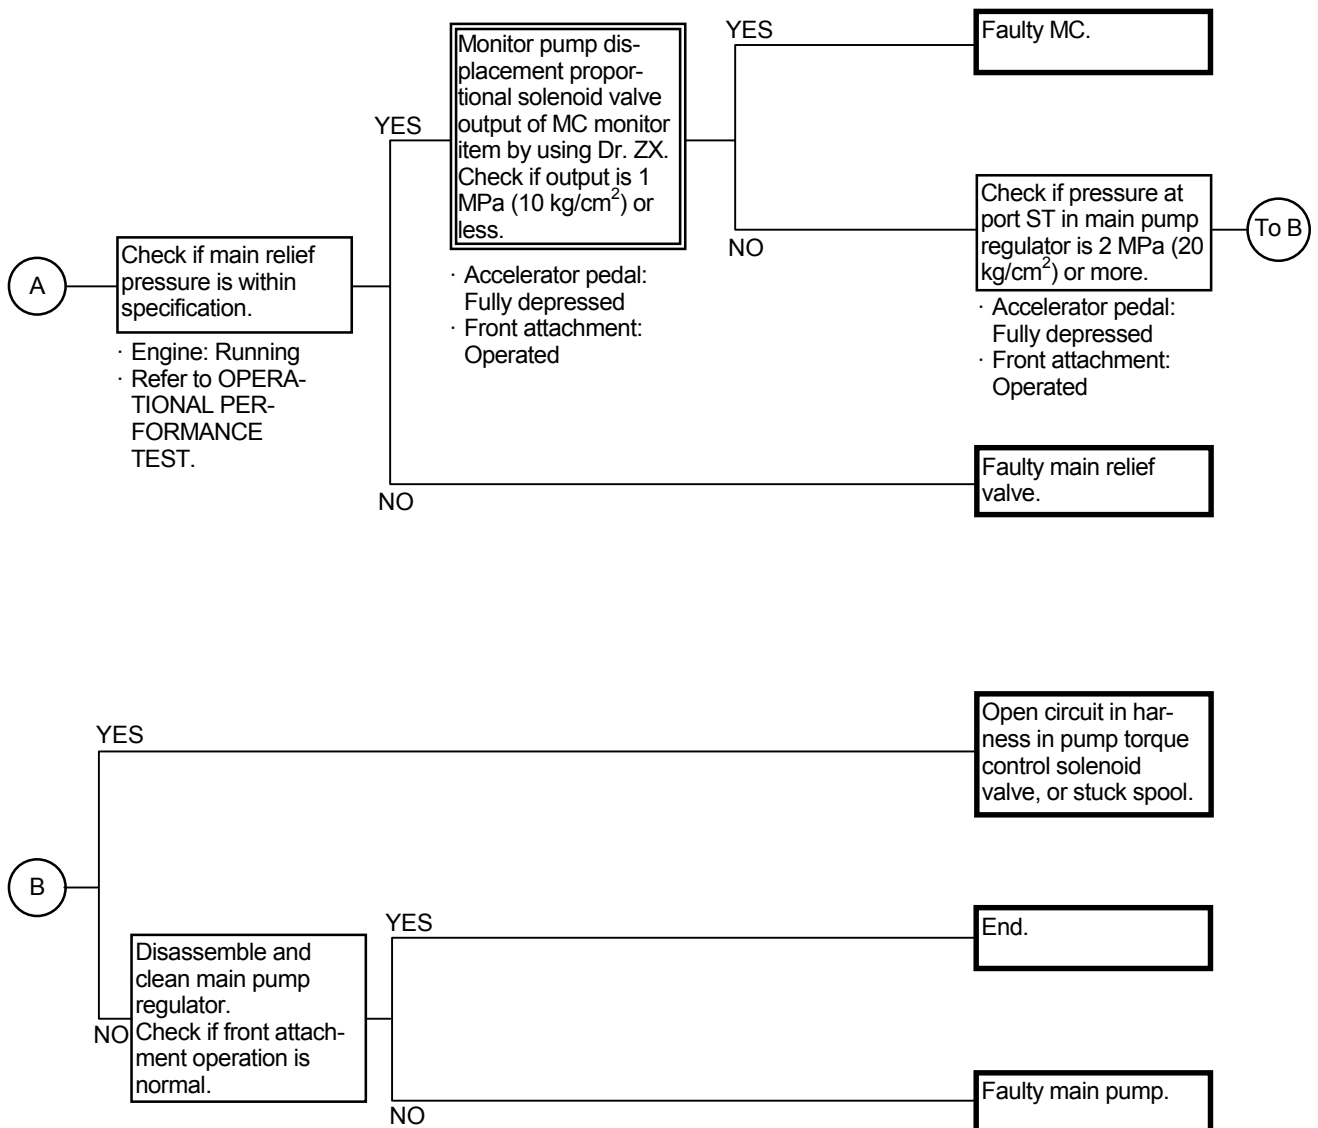 A
Check if main relief
pressure is within
specification.
· Engine: Running
· Refer to OPERA-
TIONAL PER-
FORMANCE
TEST.
YES
NO
Monitor pump dis-
placement propor-
tional solenoid valve
output of MC monitor
item by using Dr. ZX.
Check if output is 1
MPa (10 kg/cm²) or
less.
· Accelerator pedal:
Fully depressed
· Front attachment:
Operated
YES
NO
Faulty MC.
Check if pressure at
port ST in main pump
regulator is 2 MPa (20
kg/cm²) or more.
· Accelerator pedal:
Fully depressed
· Front attachment:
Operated
To B
Faulty main relief
valve.
B
YES
NO
Open circuit in har-
ness in pump torque
control solenoid
valve, or stuck spool.
Disassemble and
clean main pump
regulator.
Check if front attach-
ment operation is
normal.
YES
NO
End.
Faulty main pump.